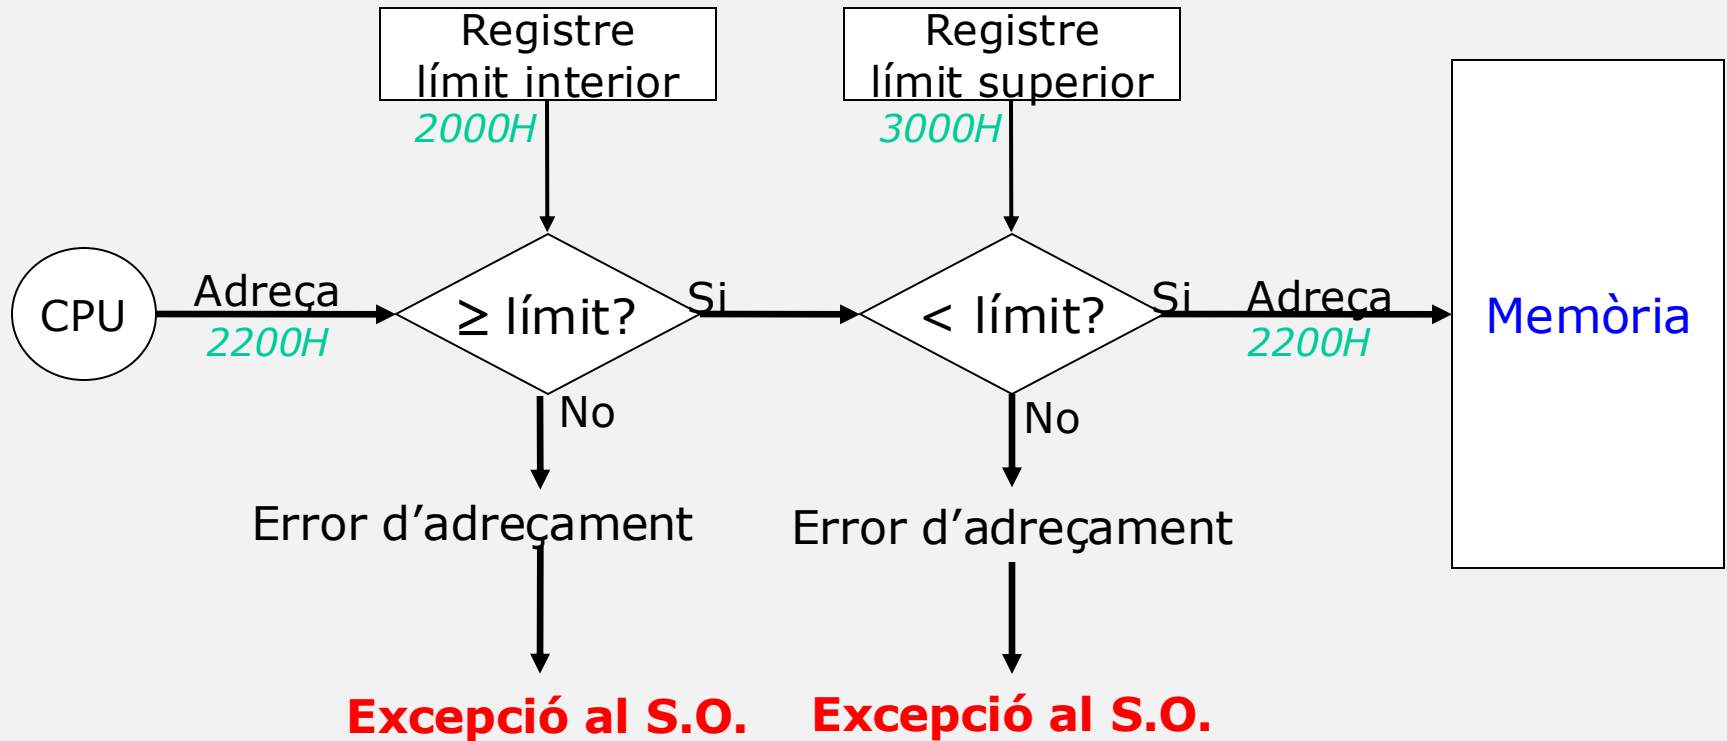 Registre
límit interior
2000H
Registre
límit superior
3000H
CPU
Adreça
2200H
≥ límit?
Si
< límit?
Si
Adreça
2200H
Memòria
No
No
Error d’adreçament
Error d’adreçament
Excepció al S.O.
Excepció al S.O.